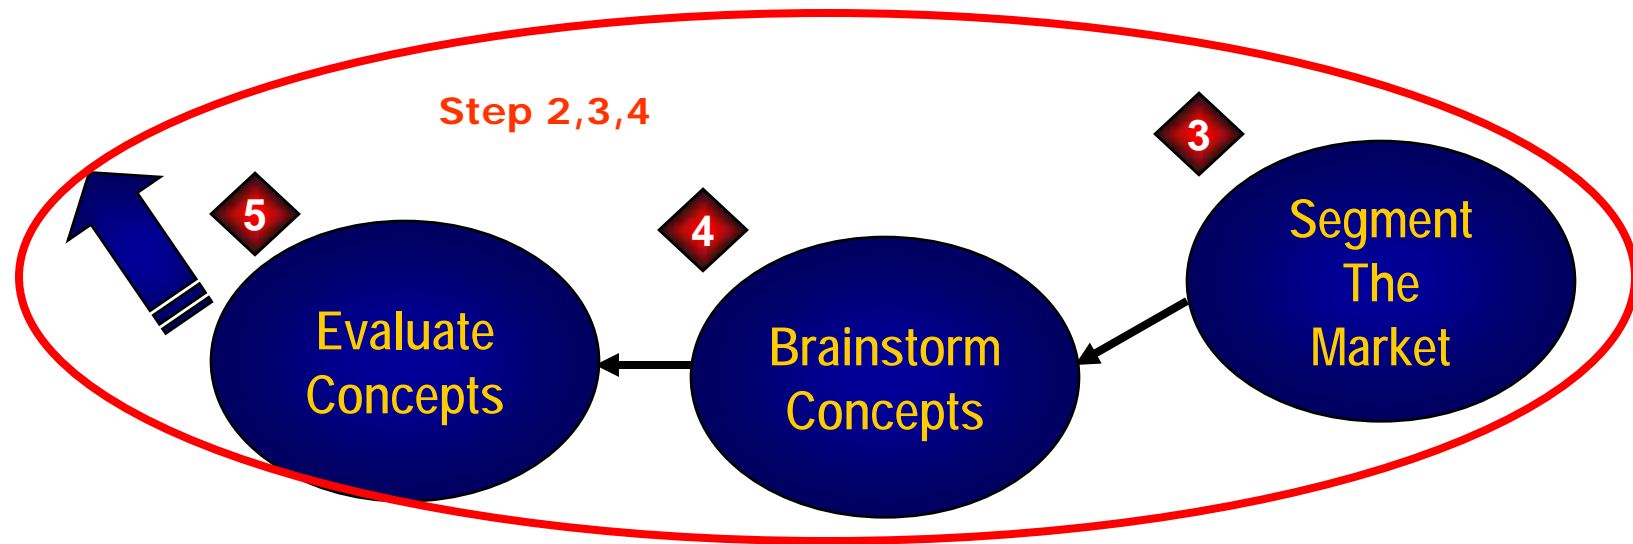 Step 2,3,4
3
Segment
The
Market
4
Brainstorm
Concepts
5
Evaluate
Concepts